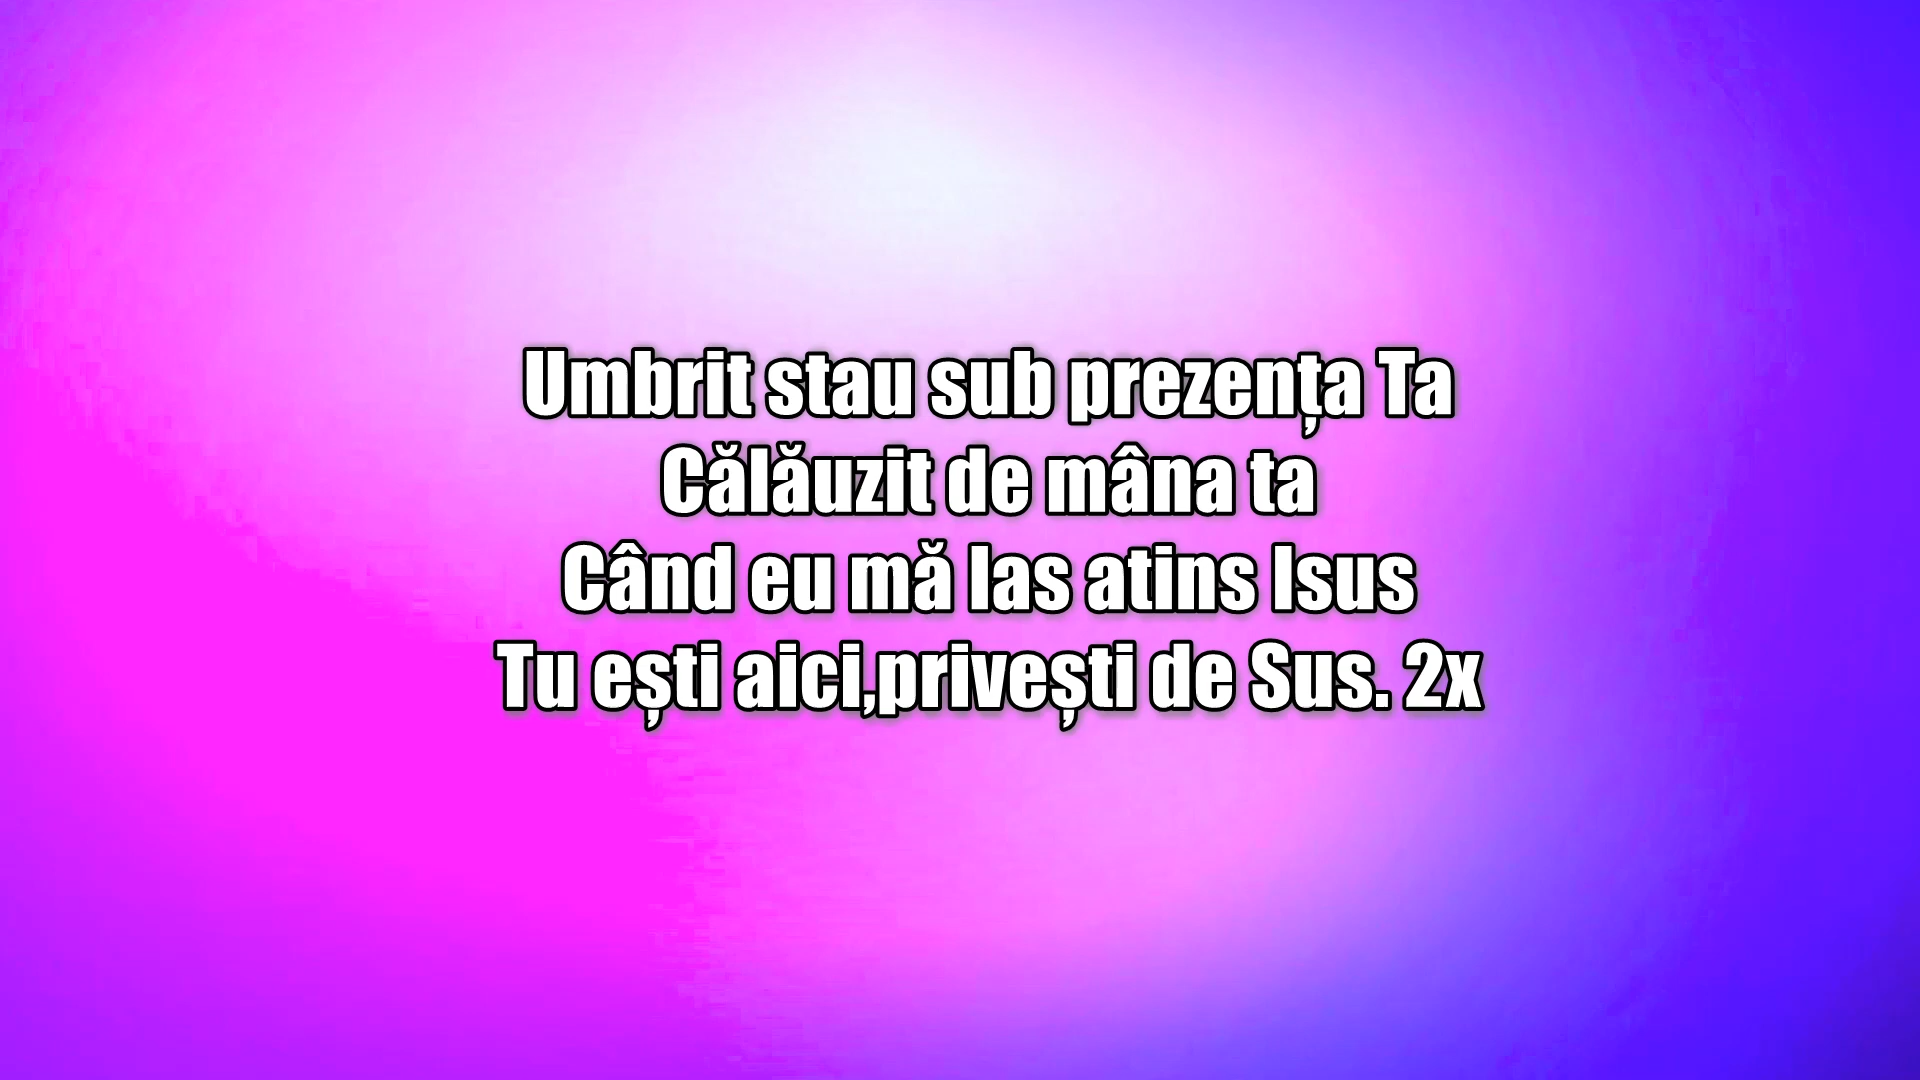 Umbrit stau sub prezența Ta
Călăuzit de mâna ta
Când eu mă las atins Isus
Tu ești aici,privești de Sus. 2x